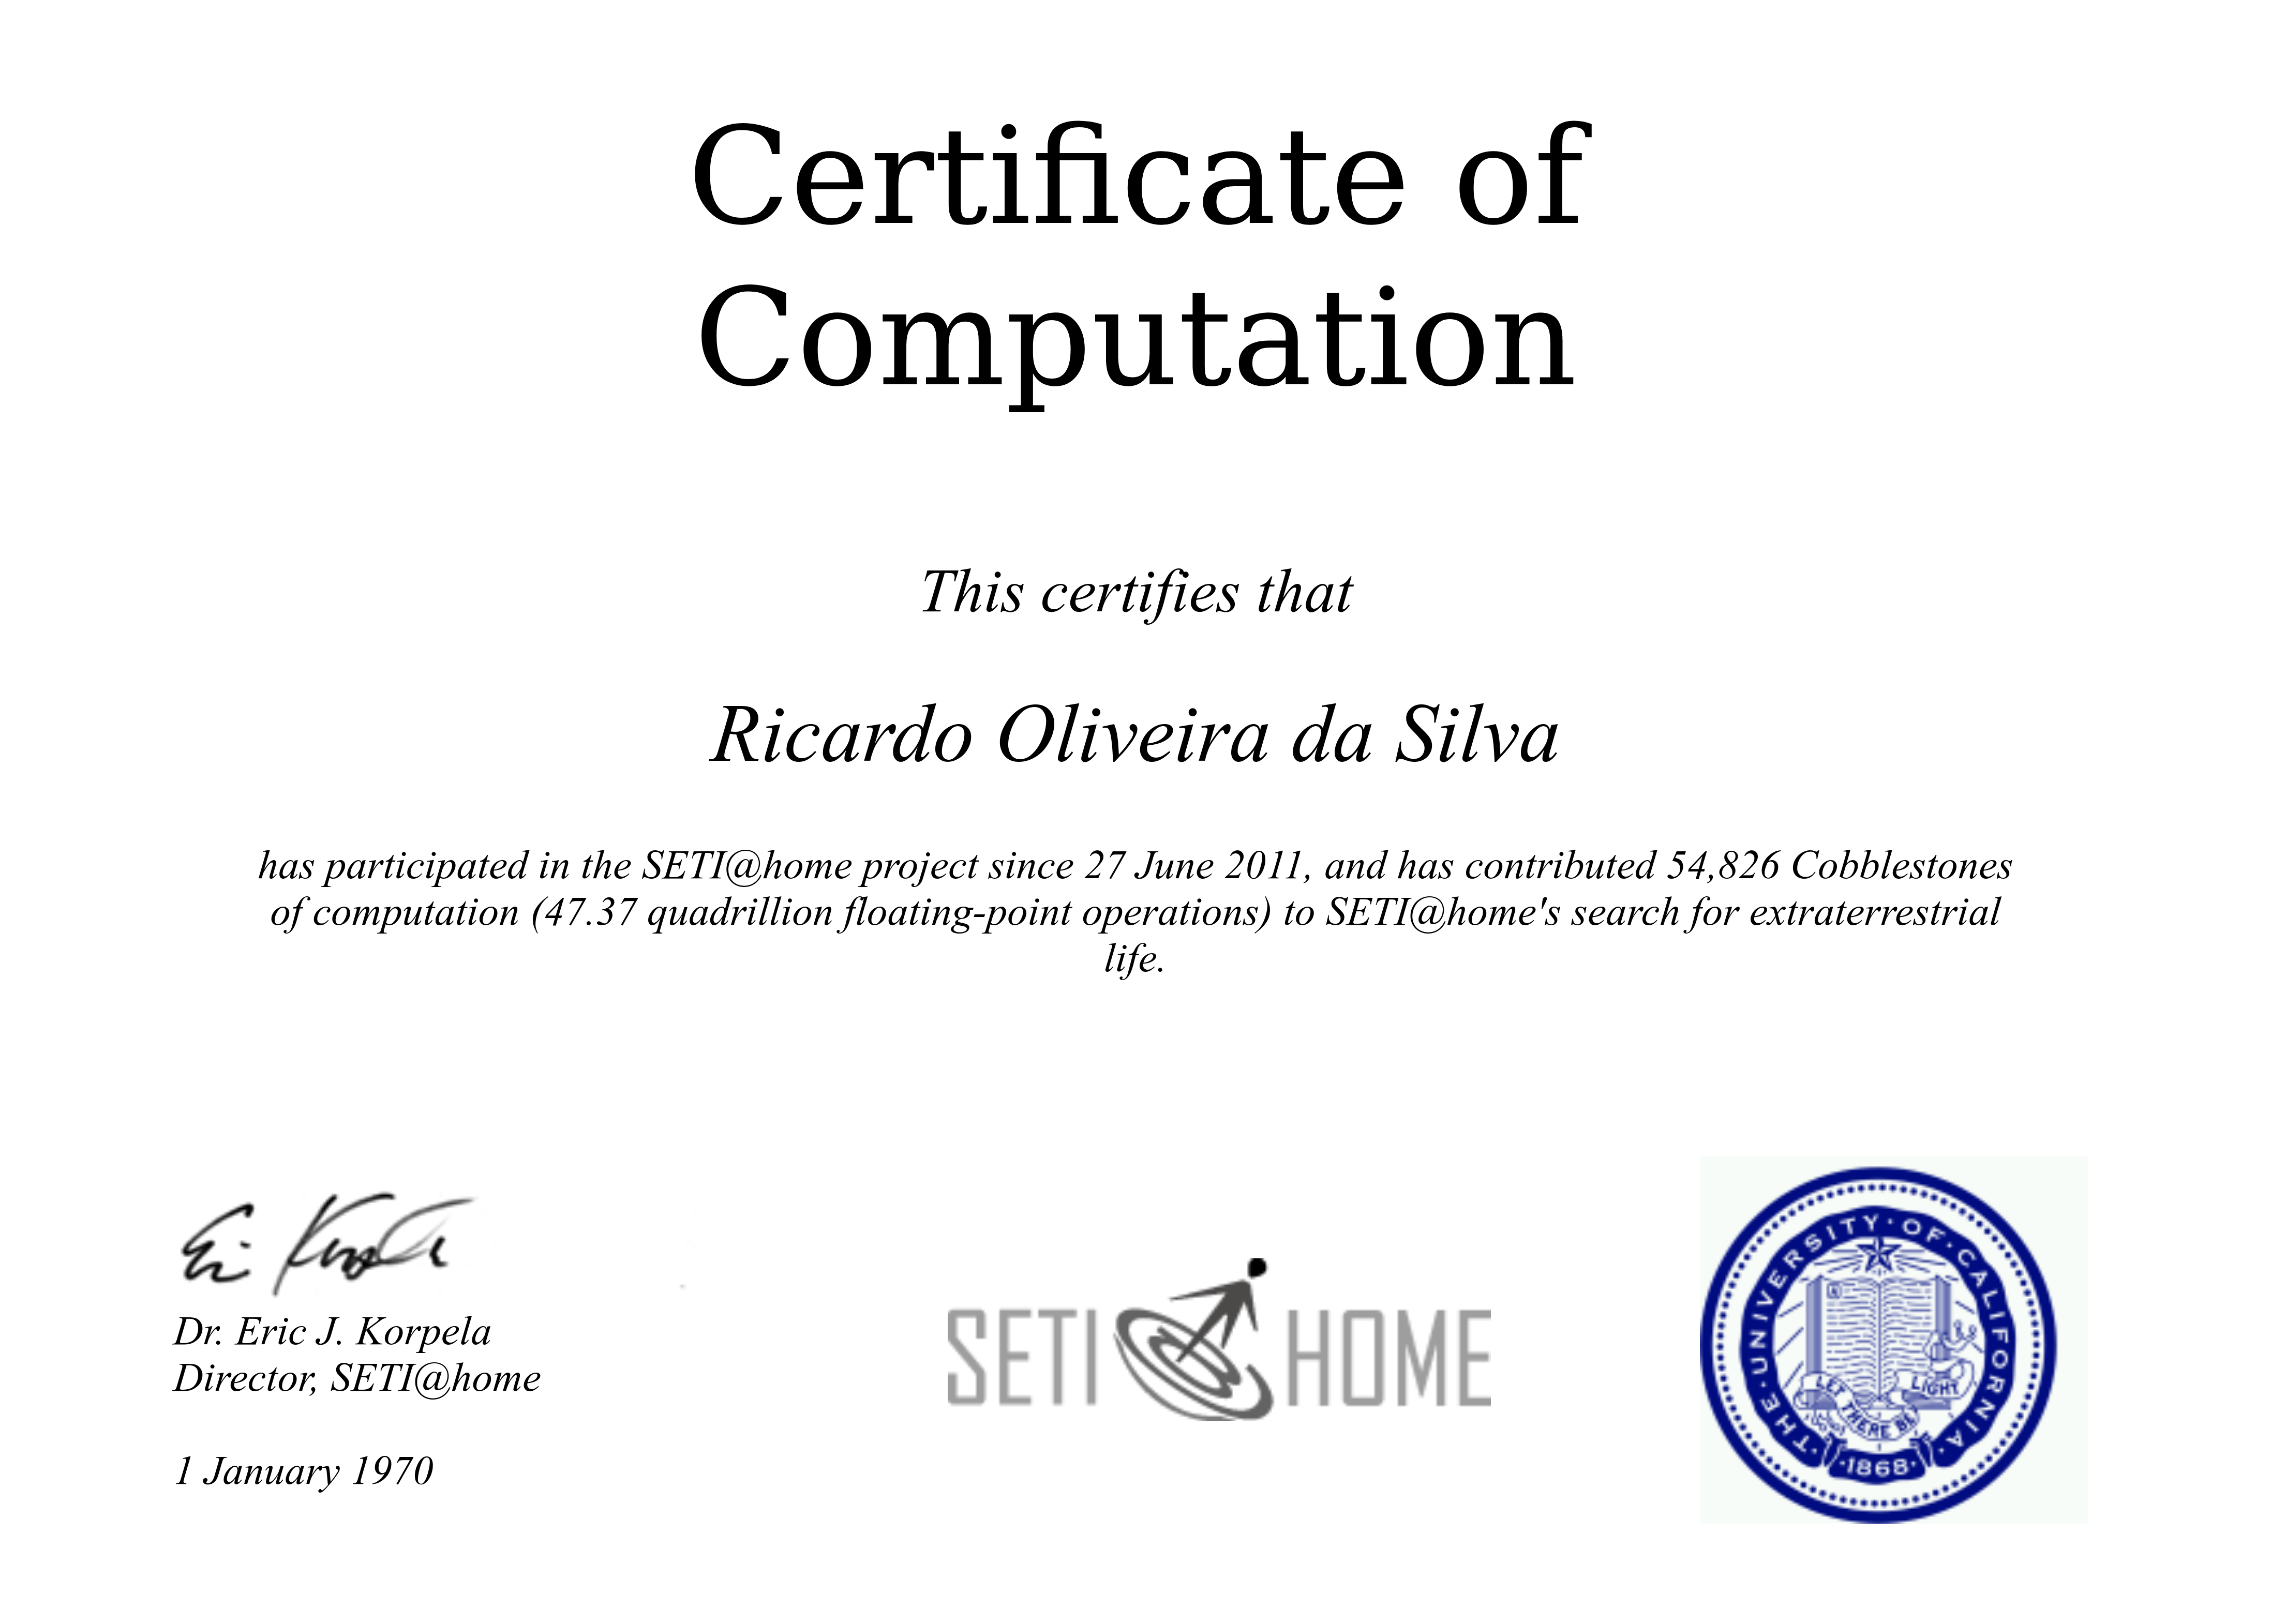 Certificate of
Computation
This certifies that
Ricardo Oliveira da Silva
has participated in the SETI@home project since 27 June 2011, and has contributed 54,826 Cobblestones
of computation (47.37 quadrillion floating-point operations) to SETI@home's search for extraterrestrial
life.
Dr. Eric J. Korpela
Director, SETI@home
1 January 1970
SETI HOME
THE · UNIVERSITY · OF · CALIFORNIA ·
LET THERE BE LIGHT
·1868·